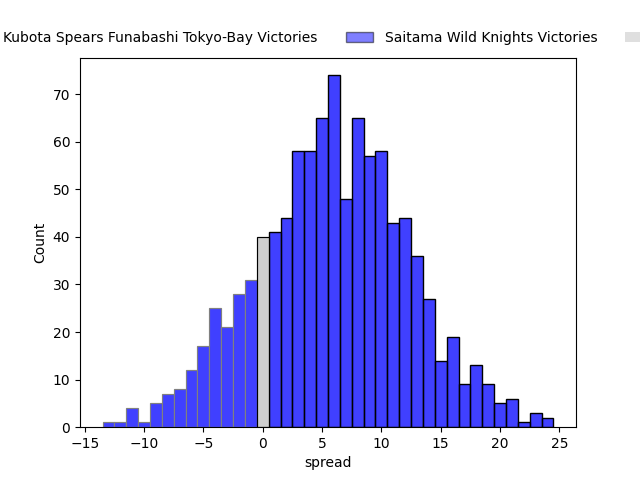 Kubota Spears Funabashi Tokyo-Bay Victories Saitama Wild Knights Victories
70
60
50
40
30
20
10
0
Count
−15 −10 −5 0 5 10 15 20 25
spread